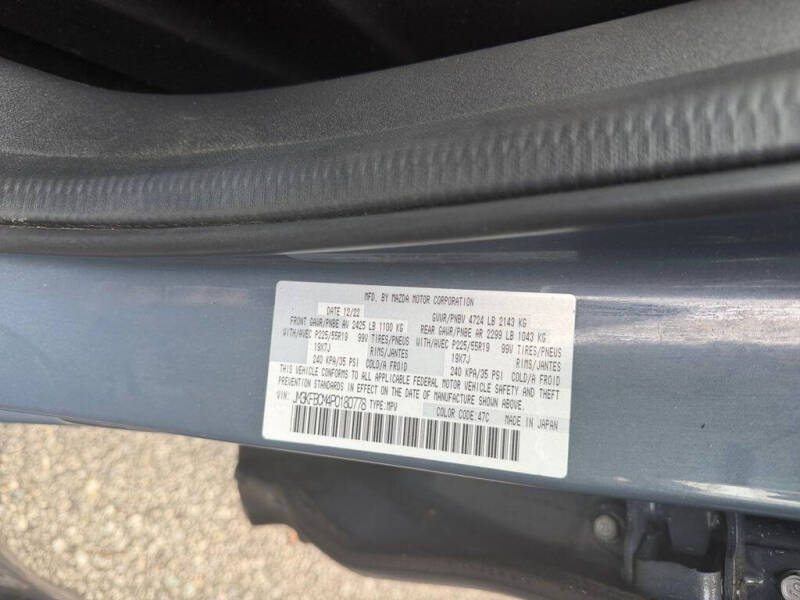 MFD. BY MAZDA MOTOR CORPORATION
DATE 12/22 GVWR/PNBV 4724 LB 2143 KG
FRONT GAWR/PNBE AV 2425 LB 1100 KG REAR GAWR/PNBE AR 2299 LB 1043 KG
WITH/AVEC P225/55R19 99V TIRES/PNEUS WITH/AVEC P225/55R19 99V TIRES/PNEUS
19X7J RIMS/JANTES 19X7J RIMS/JANTES
240 KPA/35 PSI COLD/A FROID 240 KPA/35 PSI COLD/A FROID
THIS VEHICLE CONFORMS TO ALL APPLICABLE FEDERAL MOTOR VEHICLE SAFETY AND THEFT
PREVENTION STANDARDS IN EFFECT ON THE DATE OF MANUFACTURE SHOWN ABOVE.
VIN: TYPE:MPV COLOR CODE:47C MADE IN JAPAN